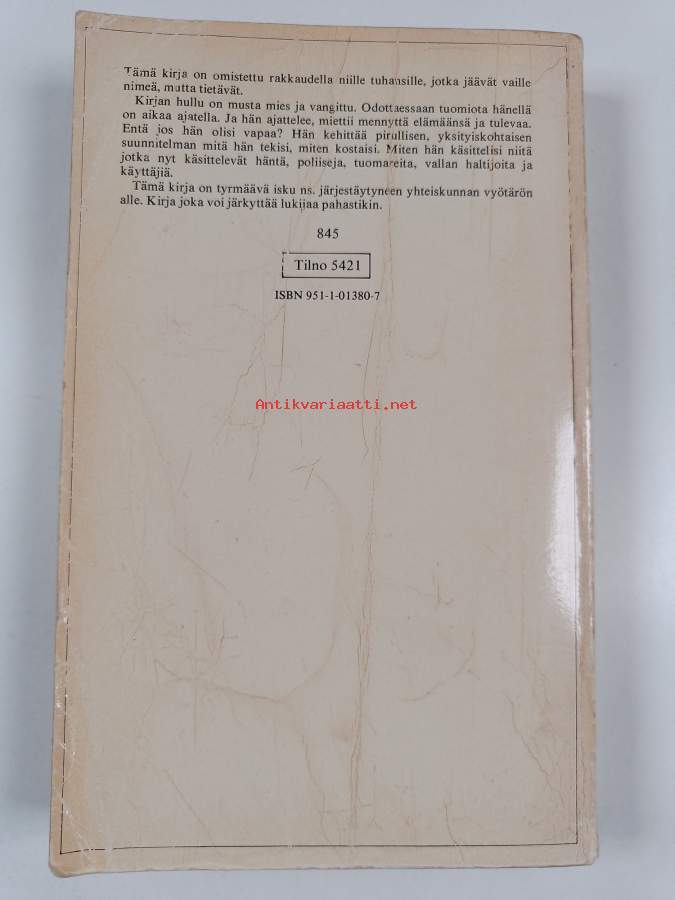 Tämä kirja on omistettu rakkaudella niille tuhansille, jotka jäävät vaille
nimeä, mutta tietävät.
Kirjan hullu on musta mies ja vangittu. Odottaessaan tuomiota hänellä
on aikaa ajatella. Ja hän ajattelee, miettii mennyttä elämäänsä ja tulevaa.
Entä jos hän olisi vapaa? Hän kehittää pirullisen, yksityiskohtaisen
suunnitelman mitä hän tekisi, miten kostaisi. Miten hän käsittelisi niitä
jotka nyt käsittelevät häntä, poliiseja, tuomareita, vallan haltijoita ja
käyttäjiä.
Tämä kirja on tyrmäävä isku ns. järjestäytyneen yhteiskunnan vyötärön
alle. Kirja joka voi järkyttää lukijaa pahastikin.
845
Tilno 5421
ISBN 951-1-01380-7
Antikvariaatti.net